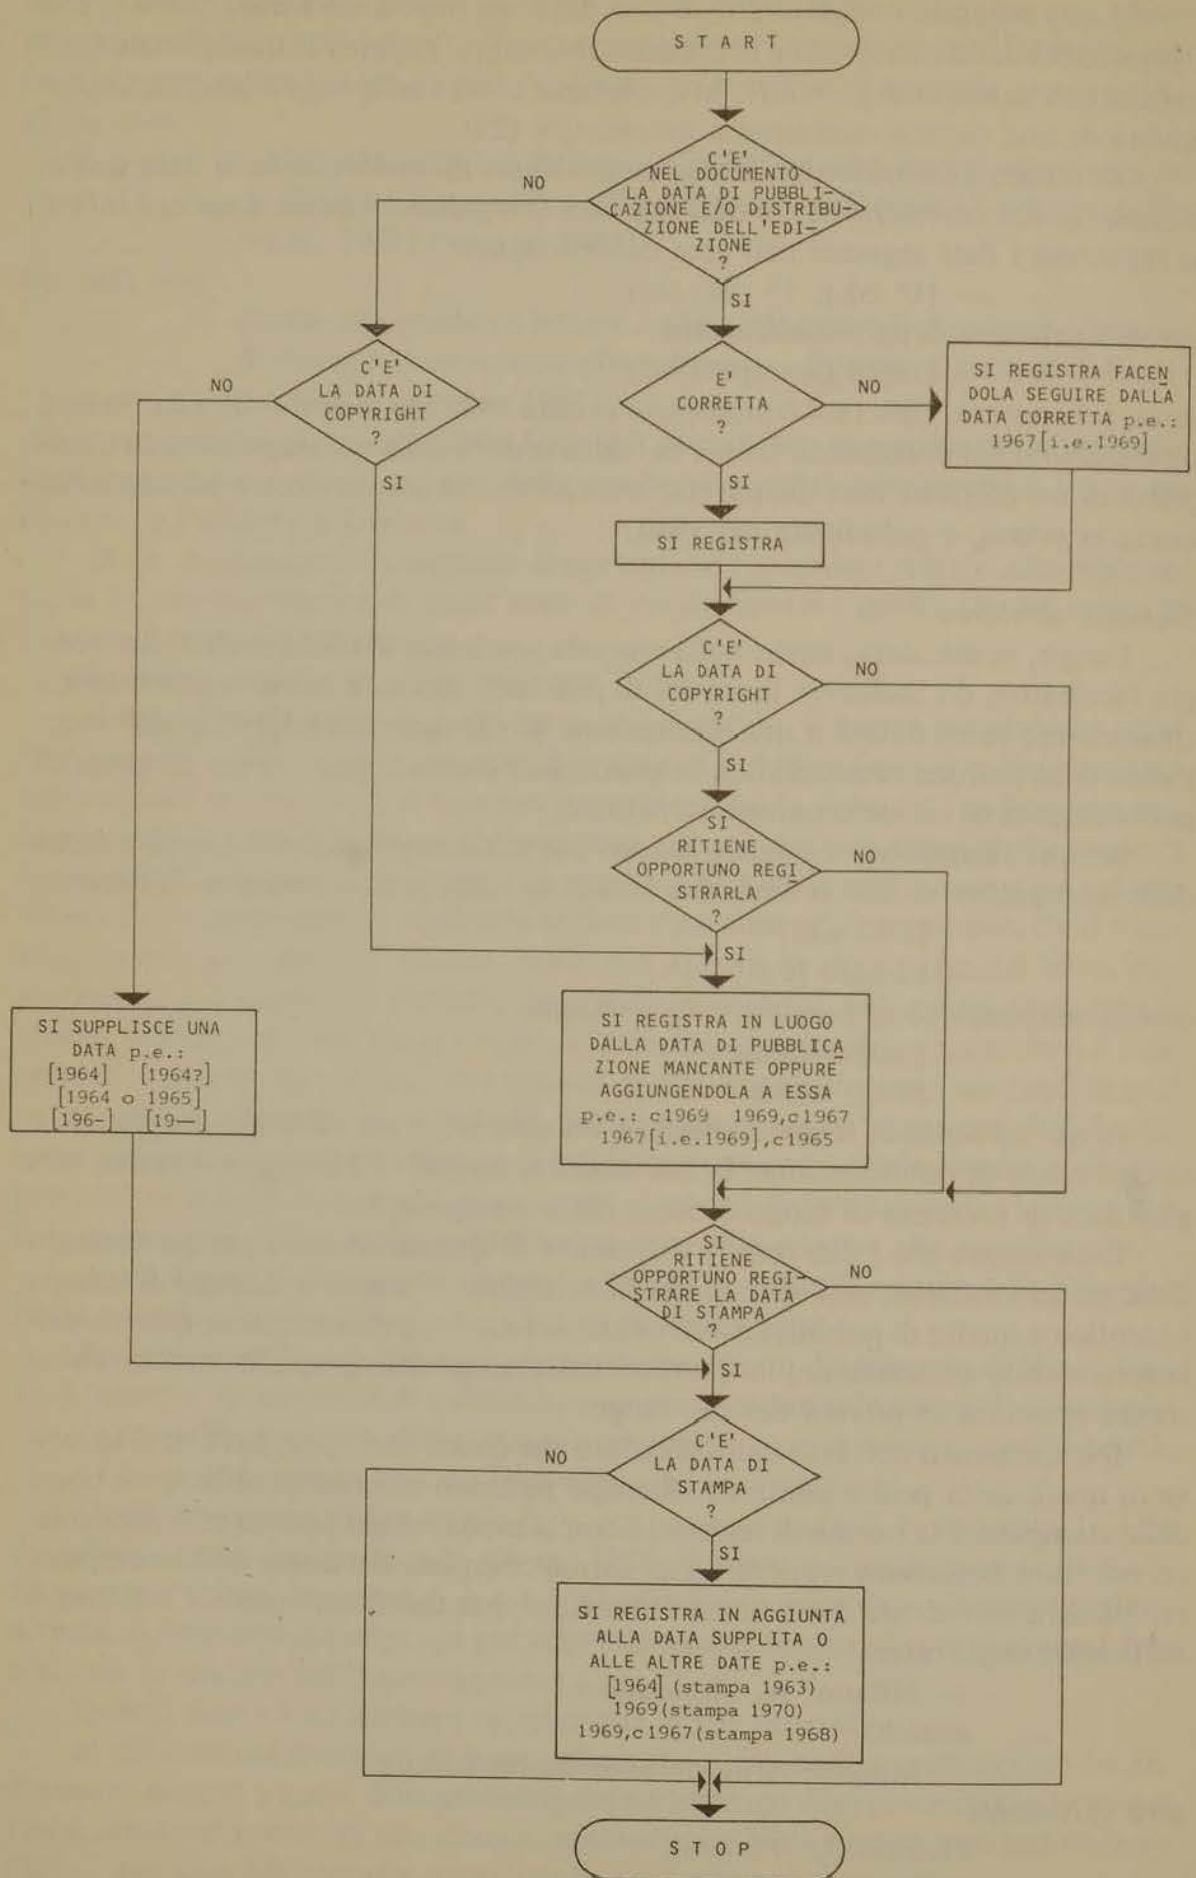 START
C'E'
NEL DOCUMENTO
LA DATA DI PUBBLI-
CAZIONE E/O DISTRIBU-
ZIONE DELL'EDI-
ZIONE
?
NO
SI
C'E'
LA DATA DI
COPYRIGHT
?
NO
SI
E'
CORRETTA
?
NO
SI
SI REGISTRA FACEN
DOLA SEGUIRE DALLA
DATA CORRETTA p.e.:
1967[i.e.1969]
SI REGISTRA
C'E'
LA DATA DI
COPYRIGHT
?
NO
SI
SI
RITIENE
OPPORTUNO REGI
STRARLA
?
NO
SI
SI SUPPLISCE UNA
DATA p.e.:
[1964] [1964?]
[1964 o 1965]
[196-] [19—]
SI REGISTRA IN LUOGO
DALLA DATA DI PUBBLICA
ZIONE MANCANTE OPPURE
AGGIUNGENDOLA A ESSA
p.e.: c1969 1969,c1967
1967[i.e.1969],c1965
SI
RITIENE
OPPORTUNO REGI-
STRARE LA DATA
DI STAMPA
?
NO
SI
C'E'
LA DATA DI
STAMPA
?
NO
SI
SI REGISTRA IN AGGIUNTA
ALLA DATA SUPPLITA O
ALLE ALTRE DATE p.e.:
[1964] (stampa 1963)
1969(stampa 1970)
1969,c1967(stampa 1968)
STOP